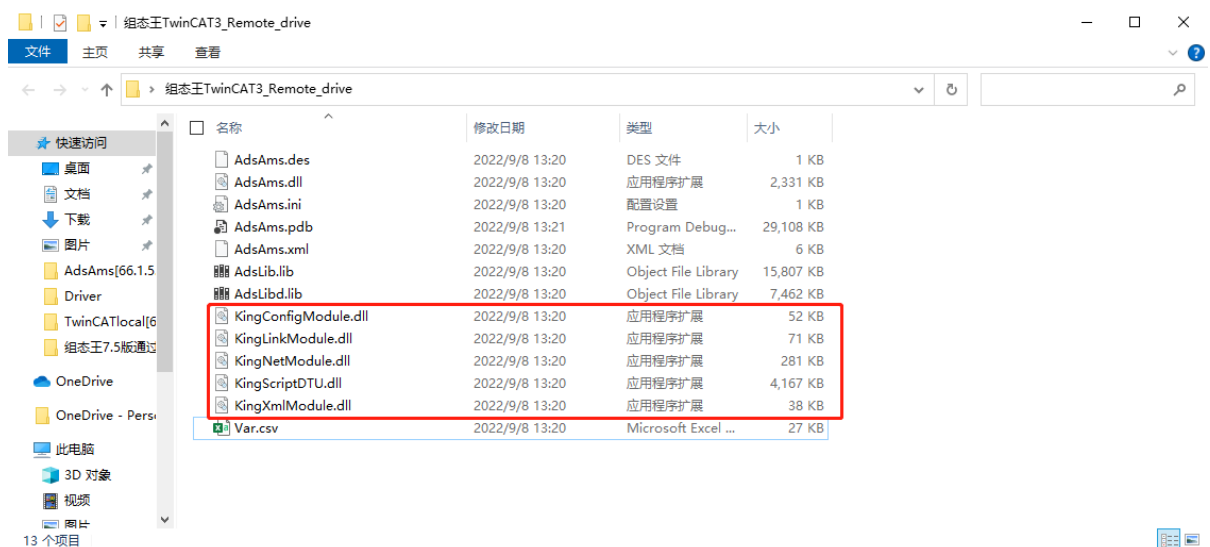 组态王TwinCAT3_Remote_drive
文件 主页 共享 查看
组态王TwinCAT3_Remote_drive
名称 修改日期 类型 大小
快速访问
桌面
文档
下载
图片
AdsAms[66.1.5
Driver
TwinCATlocal[6
组态王7.5版通过
OneDrive
OneDrive - Perso
此电脑
3D 对象
视频
图片
AdsAms.des 2022/9/8 13:20 DES 文件 1 KB
AdsAms.dll 2022/9/8 13:20 应用程序扩展 2,331 KB
AdsAms.ini 2022/9/8 13:20 配置设置 1 KB
AdsAms.pdb 2022/9/8 13:21 Program Debug... 29,108 KB
AdsAms.xml 2022/9/8 13:20 XML 文档 6 KB
AdsLib.lib 2022/9/8 13:20 Object File Library 15,807 KB
AdsLibd.lib 2022/9/8 13:20 Object File Library 7,462 KB
KingConfigModule.dll 2022/9/8 13:20 应用程序扩展 52 KB
KingLinkModule.dll 2022/9/8 13:20 应用程序扩展 71 KB
KingNetModule.dll 2022/9/8 13:20 应用程序扩展 281 KB
KingScriptDTU.dll 2022/9/8 13:20 应用程序扩展 4,167 KB
KingXmlModule.dll 2022/9/8 13:20 应用程序扩展 38 KB
Var.csv 2022/9/8 13:20 Microsoft Excel ... 27 KB
13 个项目